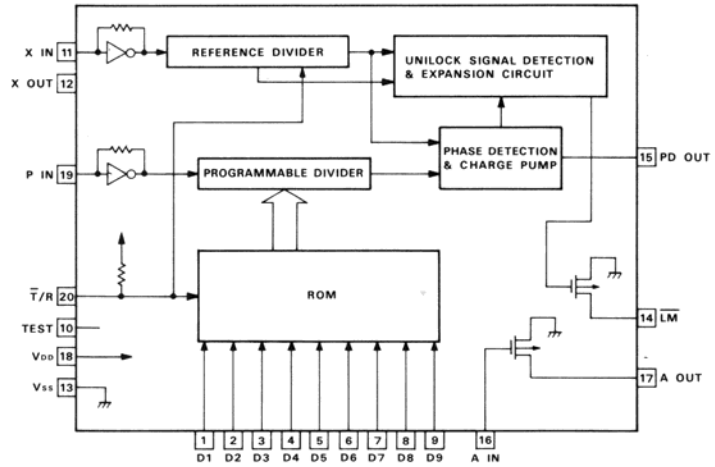 X IN 11
REFERENCE DIVIDER
UNILOCK SIGNAL DETECTION
& EXPANSION CIRCUIT
X OUT 12
PHASE DETECTION
& CHARGE PUMP
15 PD OUT
P IN 19
PROGRAMMABLE DIVIDER
T̅/R 20
ROM
14 L̅M̅
TEST 10
VDD 18
17 A OUT
VSS 13
1 2 3 4 5 6 7 8 9 16
D1 D2 D3 D4 D5 D6 D7 D8 D9 A IN